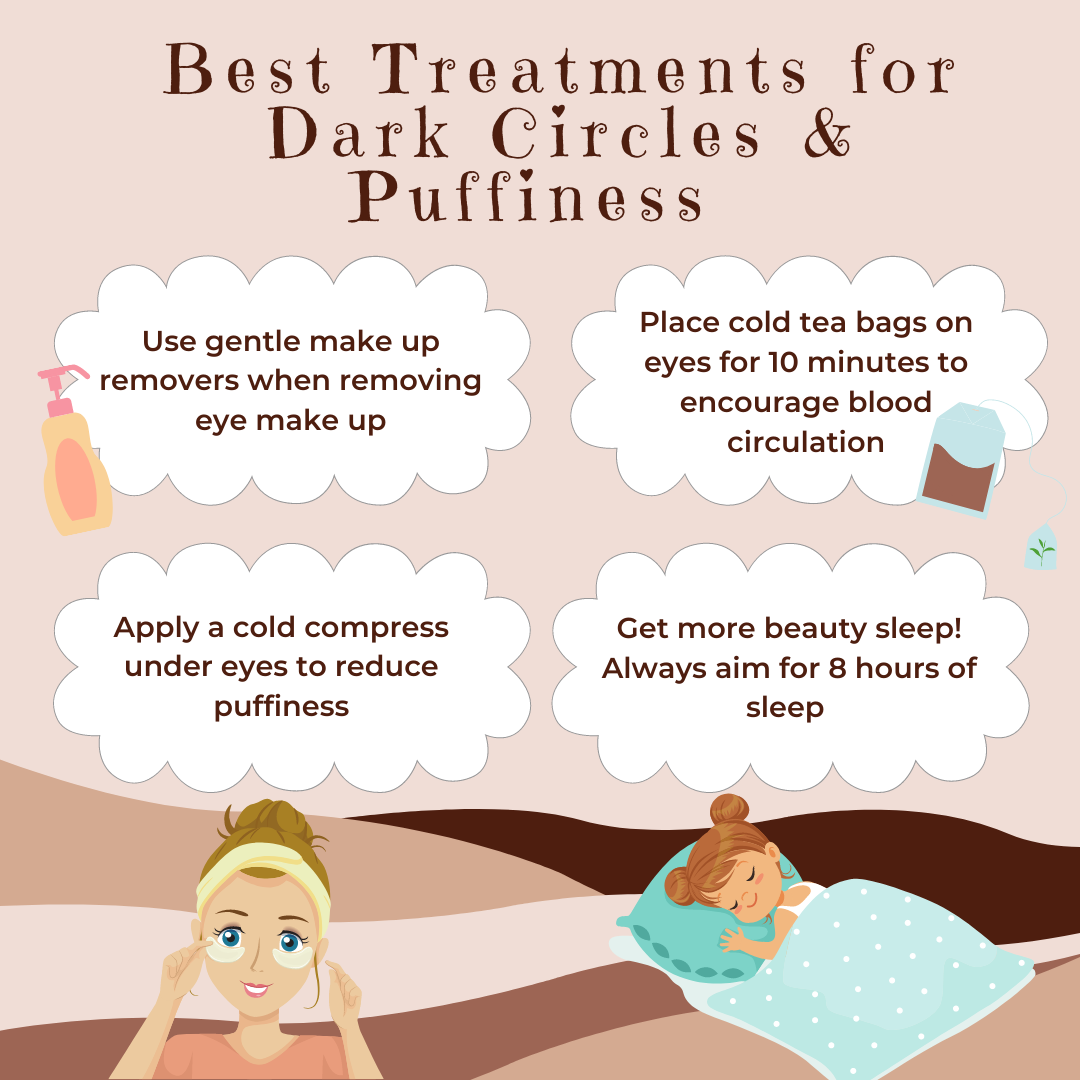 Best Treatments for
Dark Circles &
Puffiness
Use gentle make up
removers when removing
eye make up
Place cold tea bags on
eyes for 10 minutes to
encourage blood
circulation
Apply a cold compress
under eyes to reduce
puffiness
Get more beauty sleep!
Always aim for 8 hours of
sleep